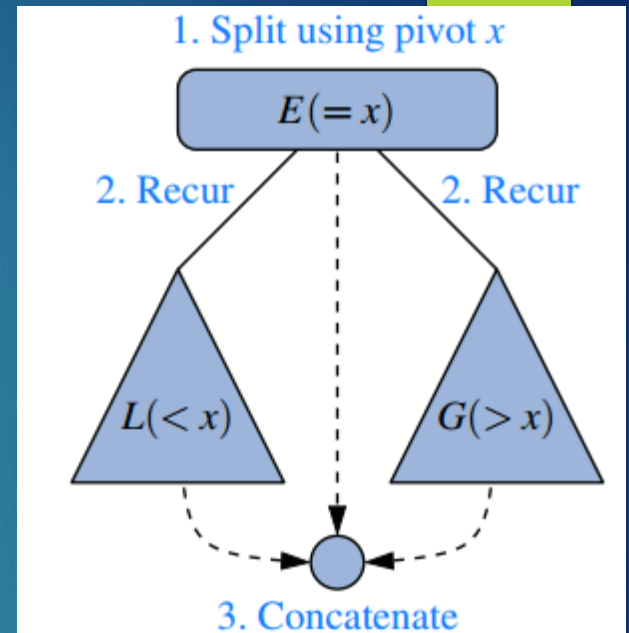 1. Split using pivot x
E(= x)
2. Recur
2. Recur
L(< x)
G(> x)
3. Concatenate